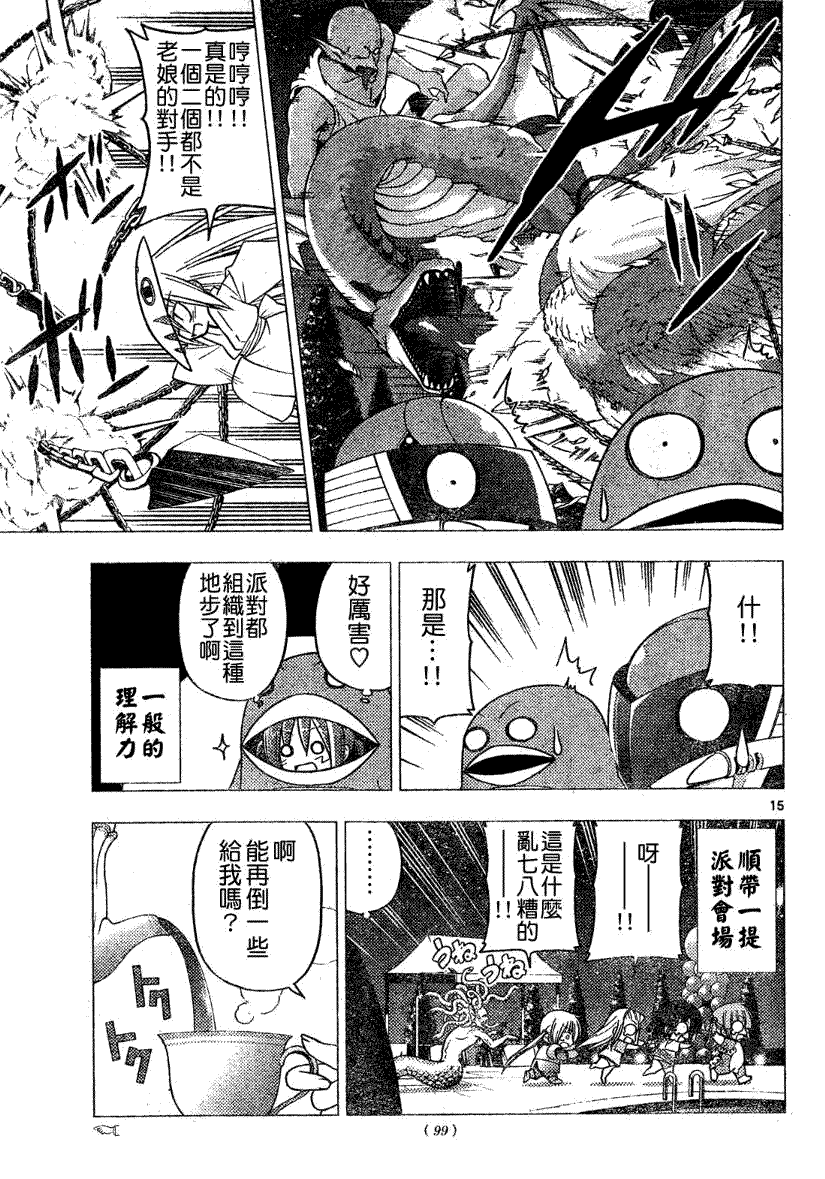 哼哼哼!!
真是的!!
一個二個都不是
老娘的對手!!
什!!
那是…!!
好厲害♡
派對都
組織到這種
地步了啊
一般的
理解力
15
順帶一提
派對會場
呀——!!
這是什麼
亂七八糟的
——!!
……
うね
うね
啊
能再倒一些
給我嗎？
トク
トク
(99)